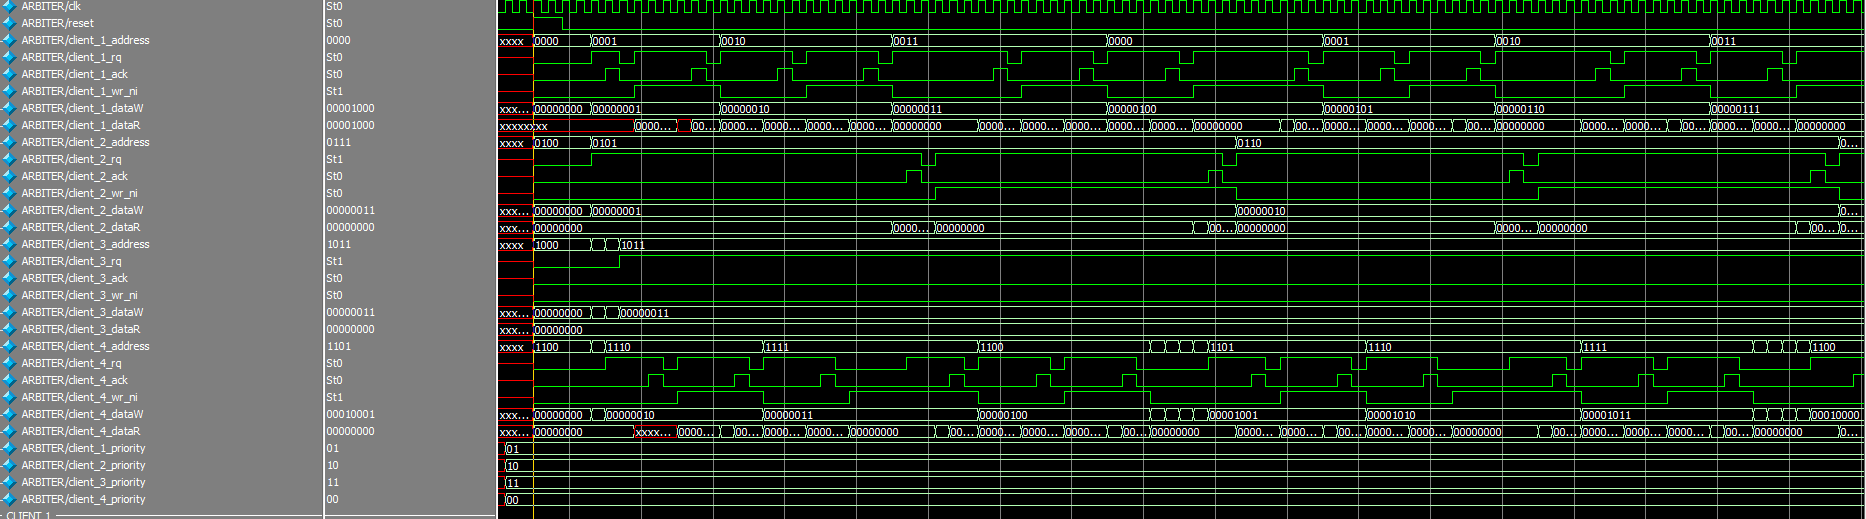 ARBITER/clk St0
ARBITER/reset St0
ARBITER/client_1_address 0000 xxxx 0000 0001 0010 0011 0000 0001 0010 0011
ARBITER/client_1_rq St0
ARBITER/client_1_ack St0
ARBITER/client_1_wr_ni St1
ARBITER/client_1_dataW 00001000 xxx... 00000000 00000001 00000010 00000011 00000100 00000101 00000110 00000111
ARBITER/client_1_dataR 00001000 xxxxxxxx 0000... 00... 0000... 0000... 0000... 0000... 00000000 0000... 0000... 0000... 0000... 0000... 00000000 00... 0000... 0000... 0000... 00... 00000000 0000... 0000... 00... 0000... 0000... 00000000
ARBITER/client_2_address 0111 xxxx 0100 0101 0110 0...
ARBITER/client_2_rq St1
ARBITER/client_2_ack St0
ARBITER/client_2_wr_ni St0
ARBITER/client_2_dataW 00000011 xxx... 00000000 00000001 00000010 0...
ARBITER/client_2_dataR 00000000 xxx... 00000000 0000... 00000000 00... 00000000 0000... 00000000 00... 0...
ARBITER/client_3_address 1011 xxxx 1000 1011
ARBITER/client_3_rq St1
ARBITER/client_3_ack St0
ARBITER/client_3_wr_ni St0
ARBITER/client_3_dataW 00000011 xxx... 00000000 00000011
ARBITER/client_3_dataR 00000000 xxx... 00000000
ARBITER/client_4_address 1101 xxxx 1100 1110 1111 1100 1101 1110 1111 1100
ARBITER/client_4_rq St0
ARBITER/client_4_ack St0
ARBITER/client_4_wr_ni St1
ARBITER/client_4_dataW 00010001 xxx... 00000000 00000010 00000011 00000100 00001001 00001010 00001011 00010000
ARBITER/client_4_dataR 00000000 xxx... 00000000 xxxx... 0000... 00... 0000... 0000... 00000000 00... 0000... 0000... 0000... 00... 00000000 0000... 0000... 00... 0000... 0000... 00000000 00... 0000... 0000... 00... 00000000 0...
ARBITER/client_1_priority 01 01
ARBITER/client_2_priority 10 10
ARBITER/client_3_priority 11 11
ARBITER/client_4_priority 00 00
CLIENT 1